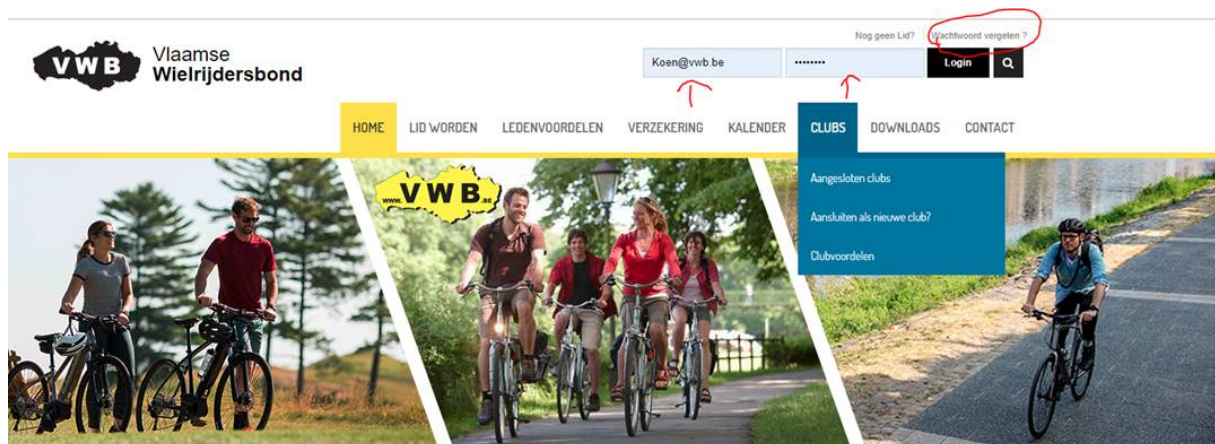 Nog geen Lid? Wachtwoord vergeten ?
VWB
Vlaamse
Wielrijdersbond
Koen@vwb.be ········ Login
HOME LID WORDEN LEDENVOORDELEN VERZEKERING KALENDER CLUBS DOWNLOADS CONTACT
Aangesloten clubs
Aansluiten als nieuwe club?
Clubvoordelen
www.VWB.BE